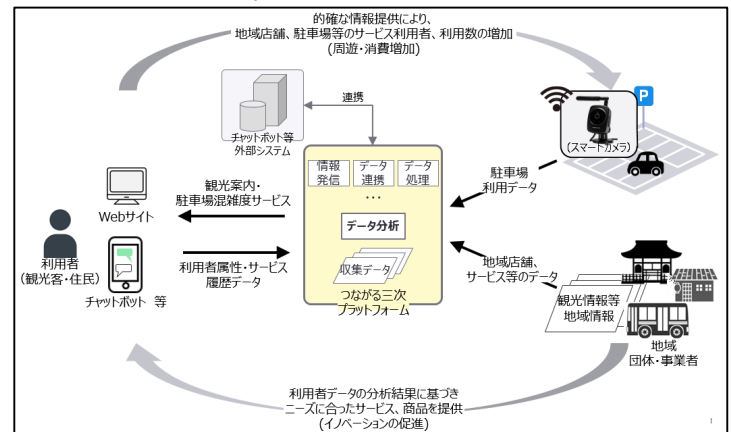 的確な情報提供により、
地域店舗、駐車場等のサービス利用者、利用数の増加
(周遊・消費増加)
連携
チャットボット等
外部システム
P
(スマートカメラ)
情報
発信
データ
連携
データ
処理
...
データ分析
収集データ
つながる三次
プラットフォーム
駐車場
利用データ
観光案内・
駐車場混雑度サービス
Webサイト
利用者
(観光客・住民)
チャットボット 等
利用者属性・サービス
履歴データ
地域店舗、
サービス等のデータ
観光情報等
地域情報
地域
団体・事業者
利用者データの分析結果に基づき
ニーズに合ったサービス、商品を提供
(イノベーションの促進)
1